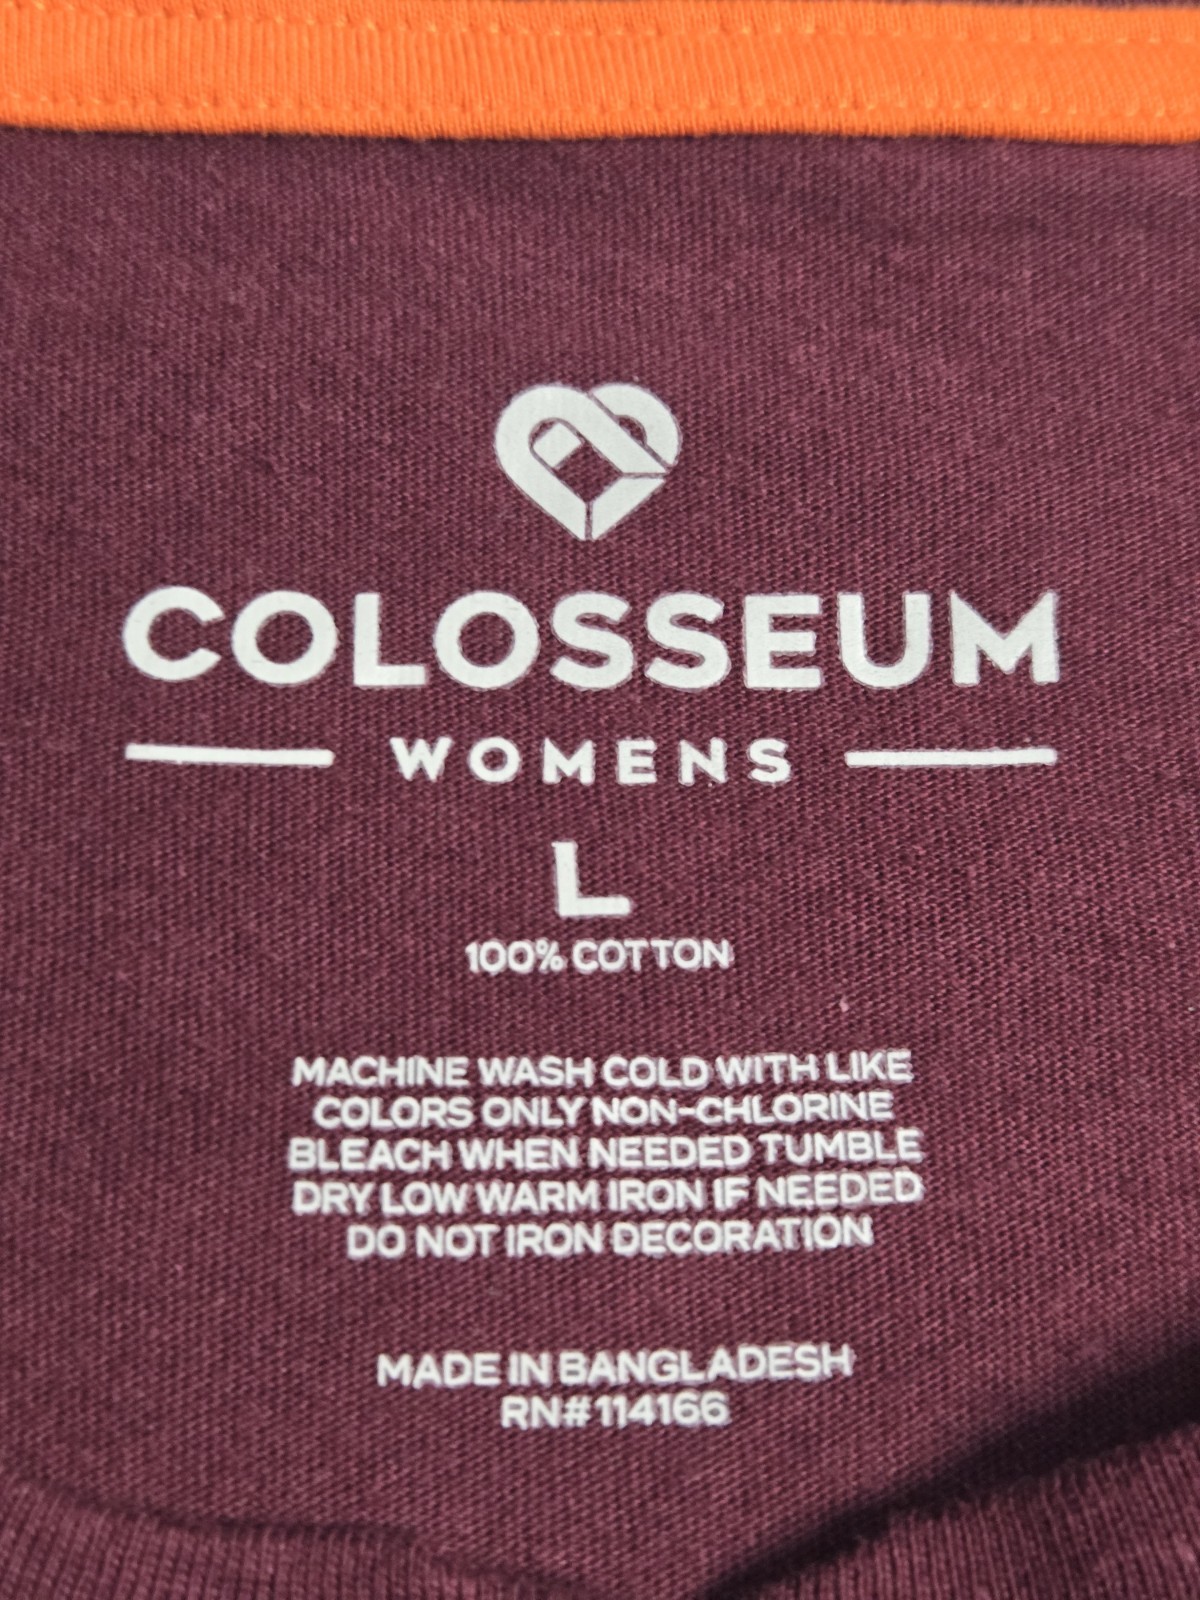 COLOSSEUM
WOMENS
L
100% COTTON
MACHINE WASH COLD WITH LIKE
COLORS ONLY NON-CHLORINE
BLEACH WHEN NEEDED TUMBLE
DRY LOW WARM IRON IF NEEDED
DO NOT IRON DECORATION
MADE IN BANGLADESH
RN#114166